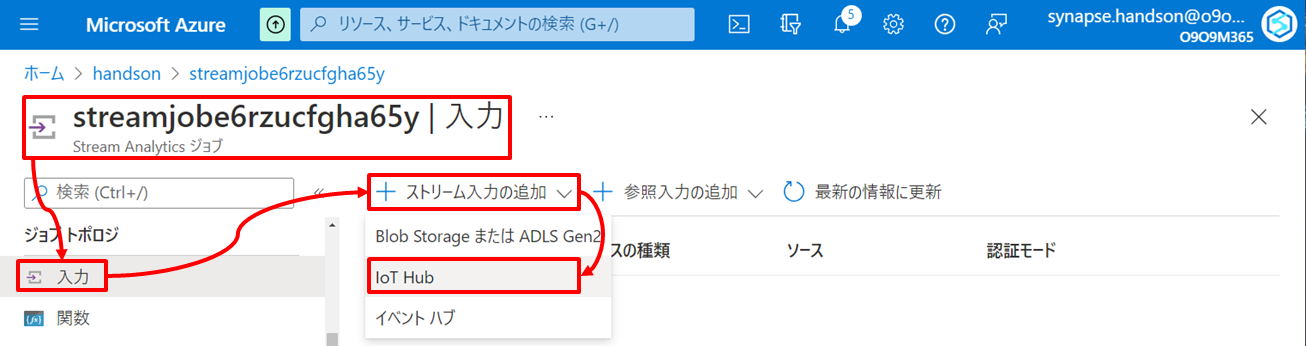 Microsoft Azure
リソース、サービス、ドキュメントの検索 (G+/)
5
synapse.handson@o9o...
O9O9M365
ホーム > handson > streamjobe6rzucfgha65y
streamjobe6rzucfgha65y | 入力 ...
Stream Analytics ジョブ
検索 (Ctrl+/) «
+ ストリーム入力の追加 + 参照入力の追加 最新の情報に更新
ジョブ トポロジ
入力
関数
Blob Storage または ADLS Gen2
IoT Hub
イベント ハブ
スの種類 ソース 認証モード